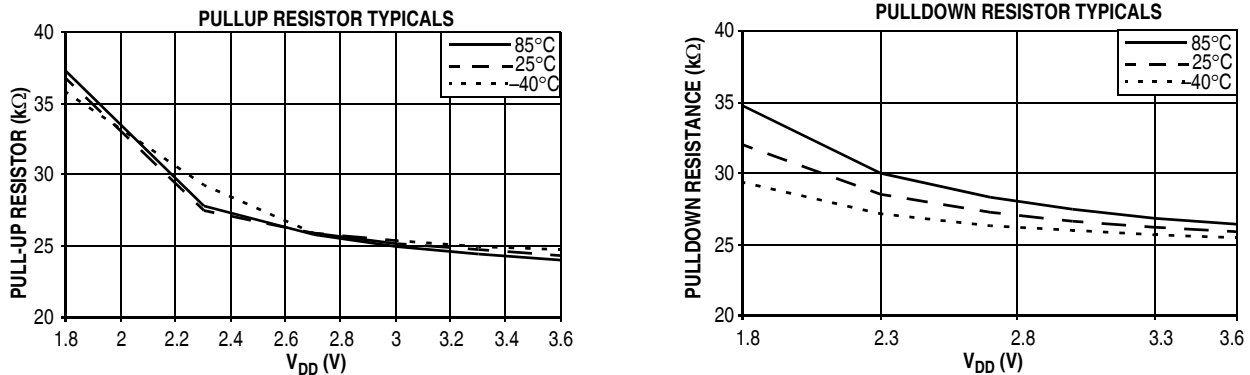 PULLUP RESISTOR TYPICALS
PULL-UP RESISTOR (kΩ)
40
35
30
25
20
85°C
25°C
–40°C
1.8 2 2.2 2.4 2.6 2.8 3 3.2 3.4 3.6
VDD (V)
PULLDOWN RESISTOR TYPICALS
PULLDOWN RESISTANCE (kΩ)
40
35
30
25
20
85°C
25°C
–40°C
1.8 2.3 2.8 3.3 3.6
VDD (V)